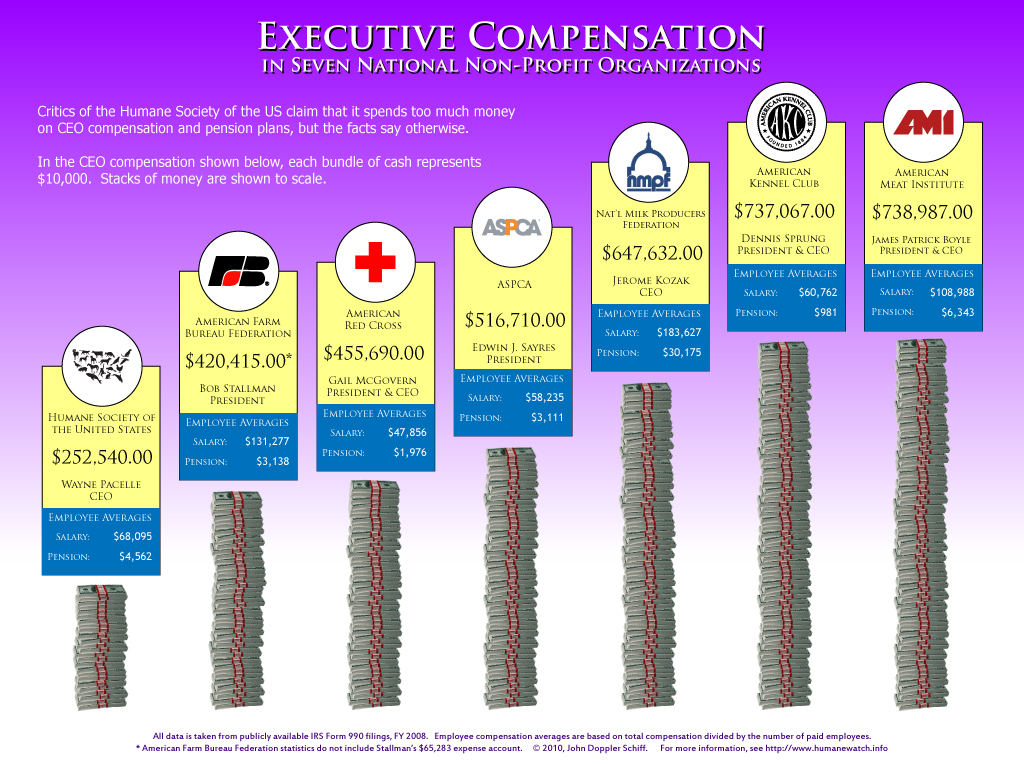 Executive Compensation
in Seven National Non-Profit Organizations
Critics of the Humane Society of the US claim that it spends too much money
on CEO compensation and pension plans, but the facts say otherwise.
In the CEO compensation shown below, each bundle of cash represents
$10,000. Stacks of money are shown to scale.
Humane Society of
the United States
$252,540.00
Wayne Pacelle
CEO
Employee Averages
Salary: $68,095
Pension: $4,562
FB
American Farm
Bureau Federation
$420,415.00*
Bob Stallman
President
Employee Averages
Salary: $131,277
Pension: $3,138
American
Red Cross
$455,690.00
Gail McGovern
President & CEO
Employee Averages
Salary: $47,856
Pension: $1,976
ASPCA
ASPCA
$516,710.00
Edwin J. Sayres
President
Employee Averages
Salary: $58,235
Pension: $3,111
nmpf
Nat'l Milk Producers
Federation
$647,632.00
Jerome Kozak
CEO
Employee Averages
Salary: $183,627
Pension: $30,175
AMERICAN KENNEL CLUB
AKC
FOUNDED 1884
American
Kennel Club
$737,067.00
Dennis Sprung
President & CEO
Employee Averages
Salary: $60,762
Pension: $981
AMI
American
Meat Institute
$738,987.00
James Patrick Boyle
President & CEO
Employee Averages
Salary: $108,988
Pension: $6,343
All data is taken from publicly available IRS Form 990 filings, FY 2008. Employee compensation averages are based on total compensation divided by the number of paid employees.
* American Farm Bureau Federation statistics do not include Stallman's $65,283 expense account. © 2010, John Doppler Schiff. For more information, see http://www.humanewatch.info